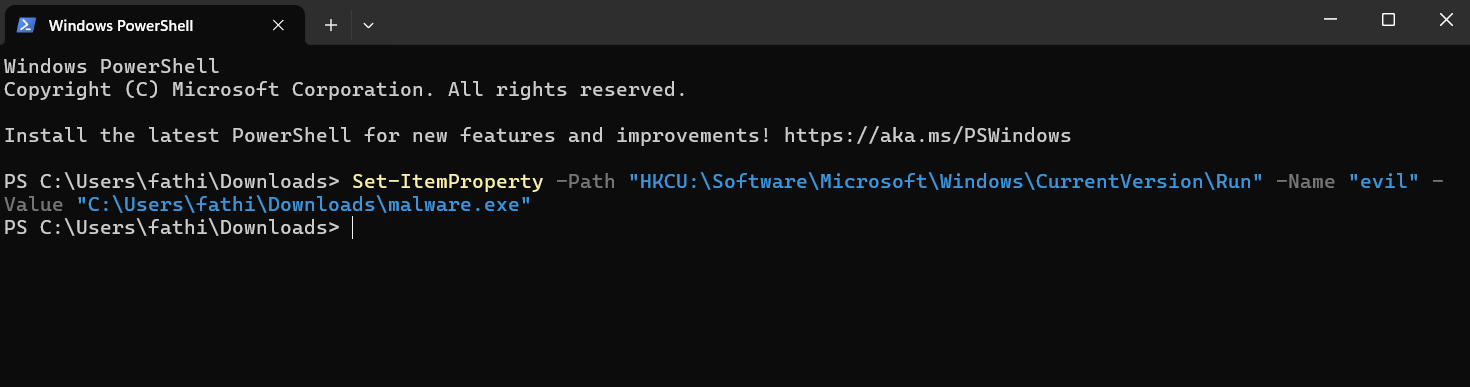 Windows PowerShell
Windows PowerShell
Copyright (C) Microsoft Corporation. All rights reserved.
Install the latest PowerShell for new features and improvements! https://aka.ms/PSWindows
PS C:\Users\fathi\Downloads> Set-ItemProperty -Path "HKCU:\Software\Microsoft\Windows\CurrentVersion\Run" -Name "evil" -
Value "C:\Users\fathi\Downloads\malware.exe"
PS C:\Users\fathi\Downloads>